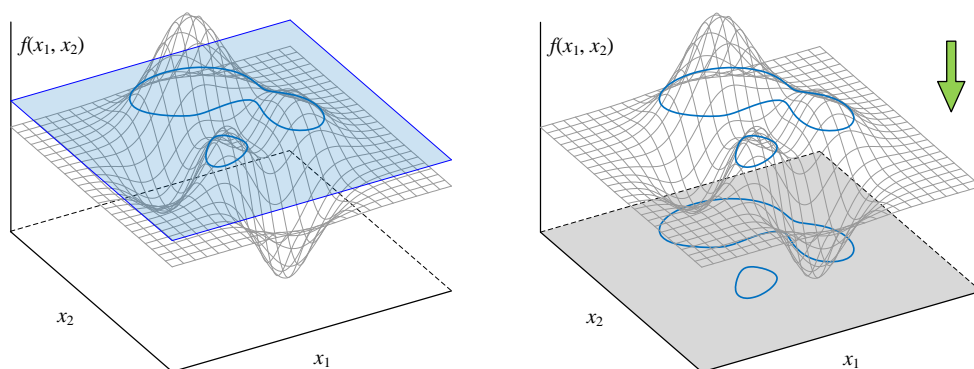 f(x₁, x₂)
x₂
x₁
f(x₁, x₂)
x₂
x₁